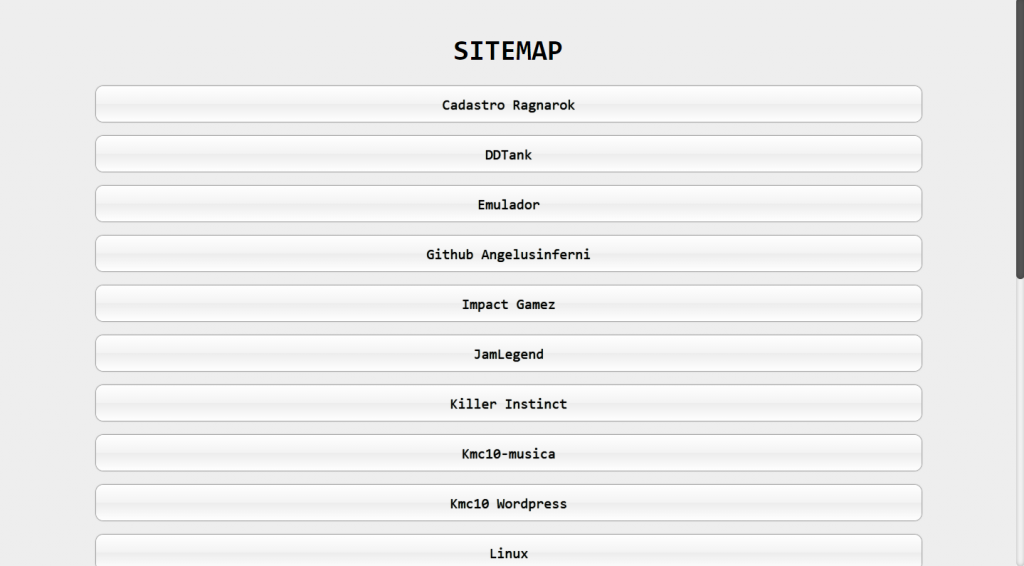 SITEMAP
Cadastro Ragnarok
DDTank
Emulador
Github Angelusinferni
Impact Gamez
JamLegend
Killer Instinct
Kmc10-musica
Kmc10 Wordpress
Linux